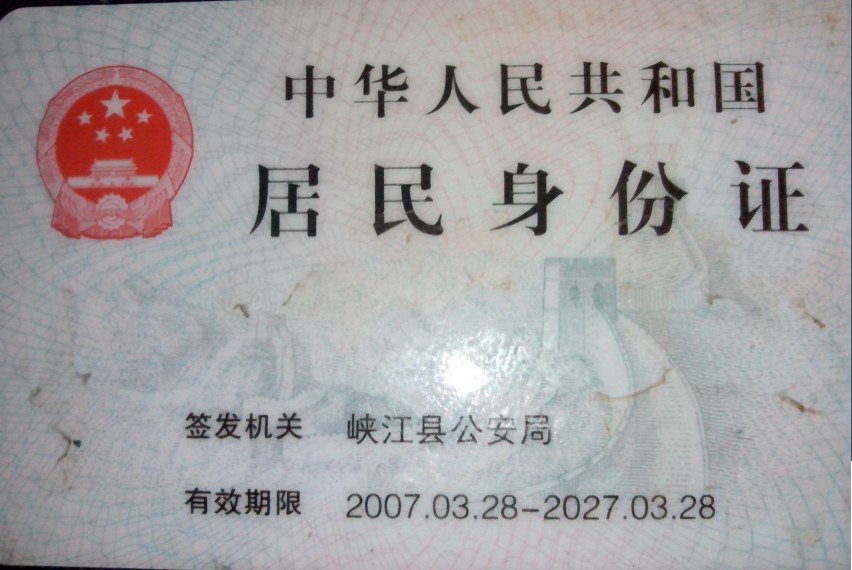 中华人民共和国
居民身份证
签发机关 峡江县公安局
有效期限 2007.03.28-2027.03.28